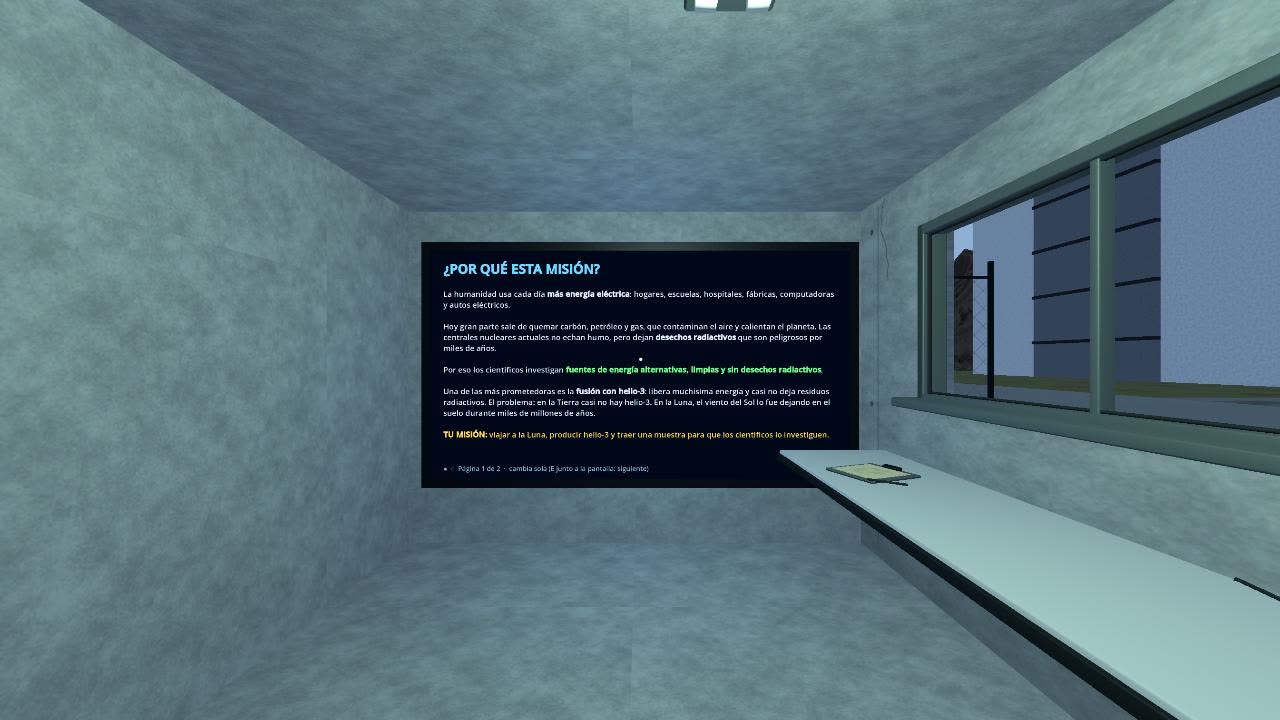 ¿POR QUÉ ESTA MISIÓN?
La humanidad usa cada día más energía eléctrica: hogares, escuelas, hospitales, fábricas, computadoras
y autos eléctricos.
Hoy gran parte sale de quemar carbón, petróleo y gas, que contaminan el aire y calientan el planeta. Las
centrales nucleares actuales no echan humo, pero dejan desechos radiactivos que son peligrosos por
miles de años.
Por eso los científicos investigan fuentes de energía alternativas, limpias y sin desechos radiactivos.
Una de las más prometedoras es la fusión con helio-3: libera muchísima energía y casi no deja residuos
radiactivos. El problema: en la Tierra casi no hay helio-3. En la Luna, el viento del Sol lo fue dejando en el
suelo durante miles de millones de años.
TU MISIÓN: viajar a la Luna, producir helio-3 y traer una muestra para que los científicos lo investiguen.
Página 1 de 2 · cambia sola (E junto a la pantalla: siguiente)